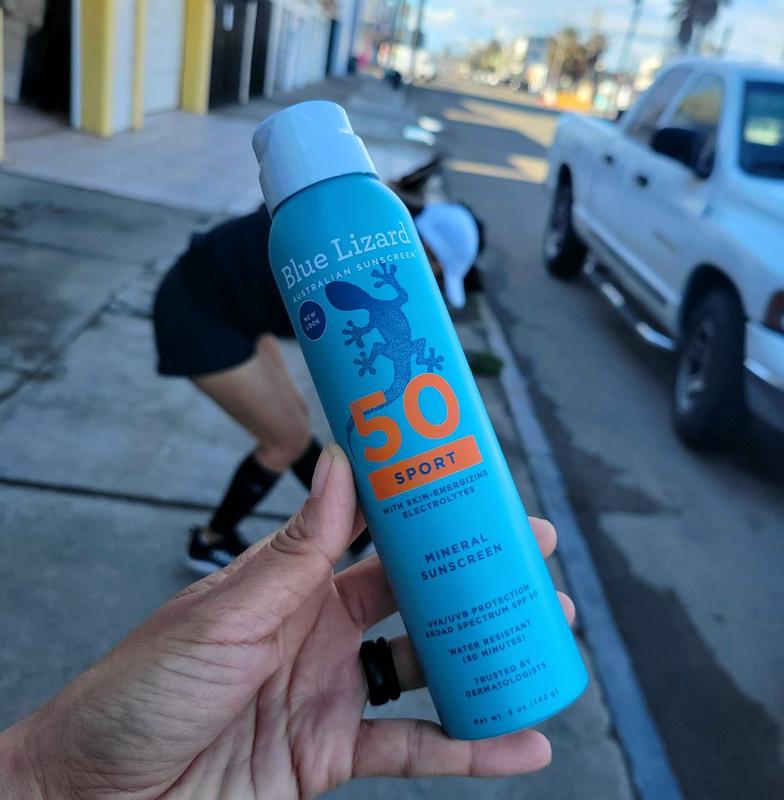 Blue Lizard
AUSTRALIAN SUNSCREEN
NEW
LOOK
50
SPORT
WITH SKIN-ENERGIZING
ELECTROLYTES
MINERAL
SUNSCREEN
UVA/UVB PROTECTION
BROAD SPECTRUM SPF 50
WATER RESISTANT
(80 MINUTES)
TRUSTED BY
DERMATOLOGISTS
Net wt. 5 oz (142 g)